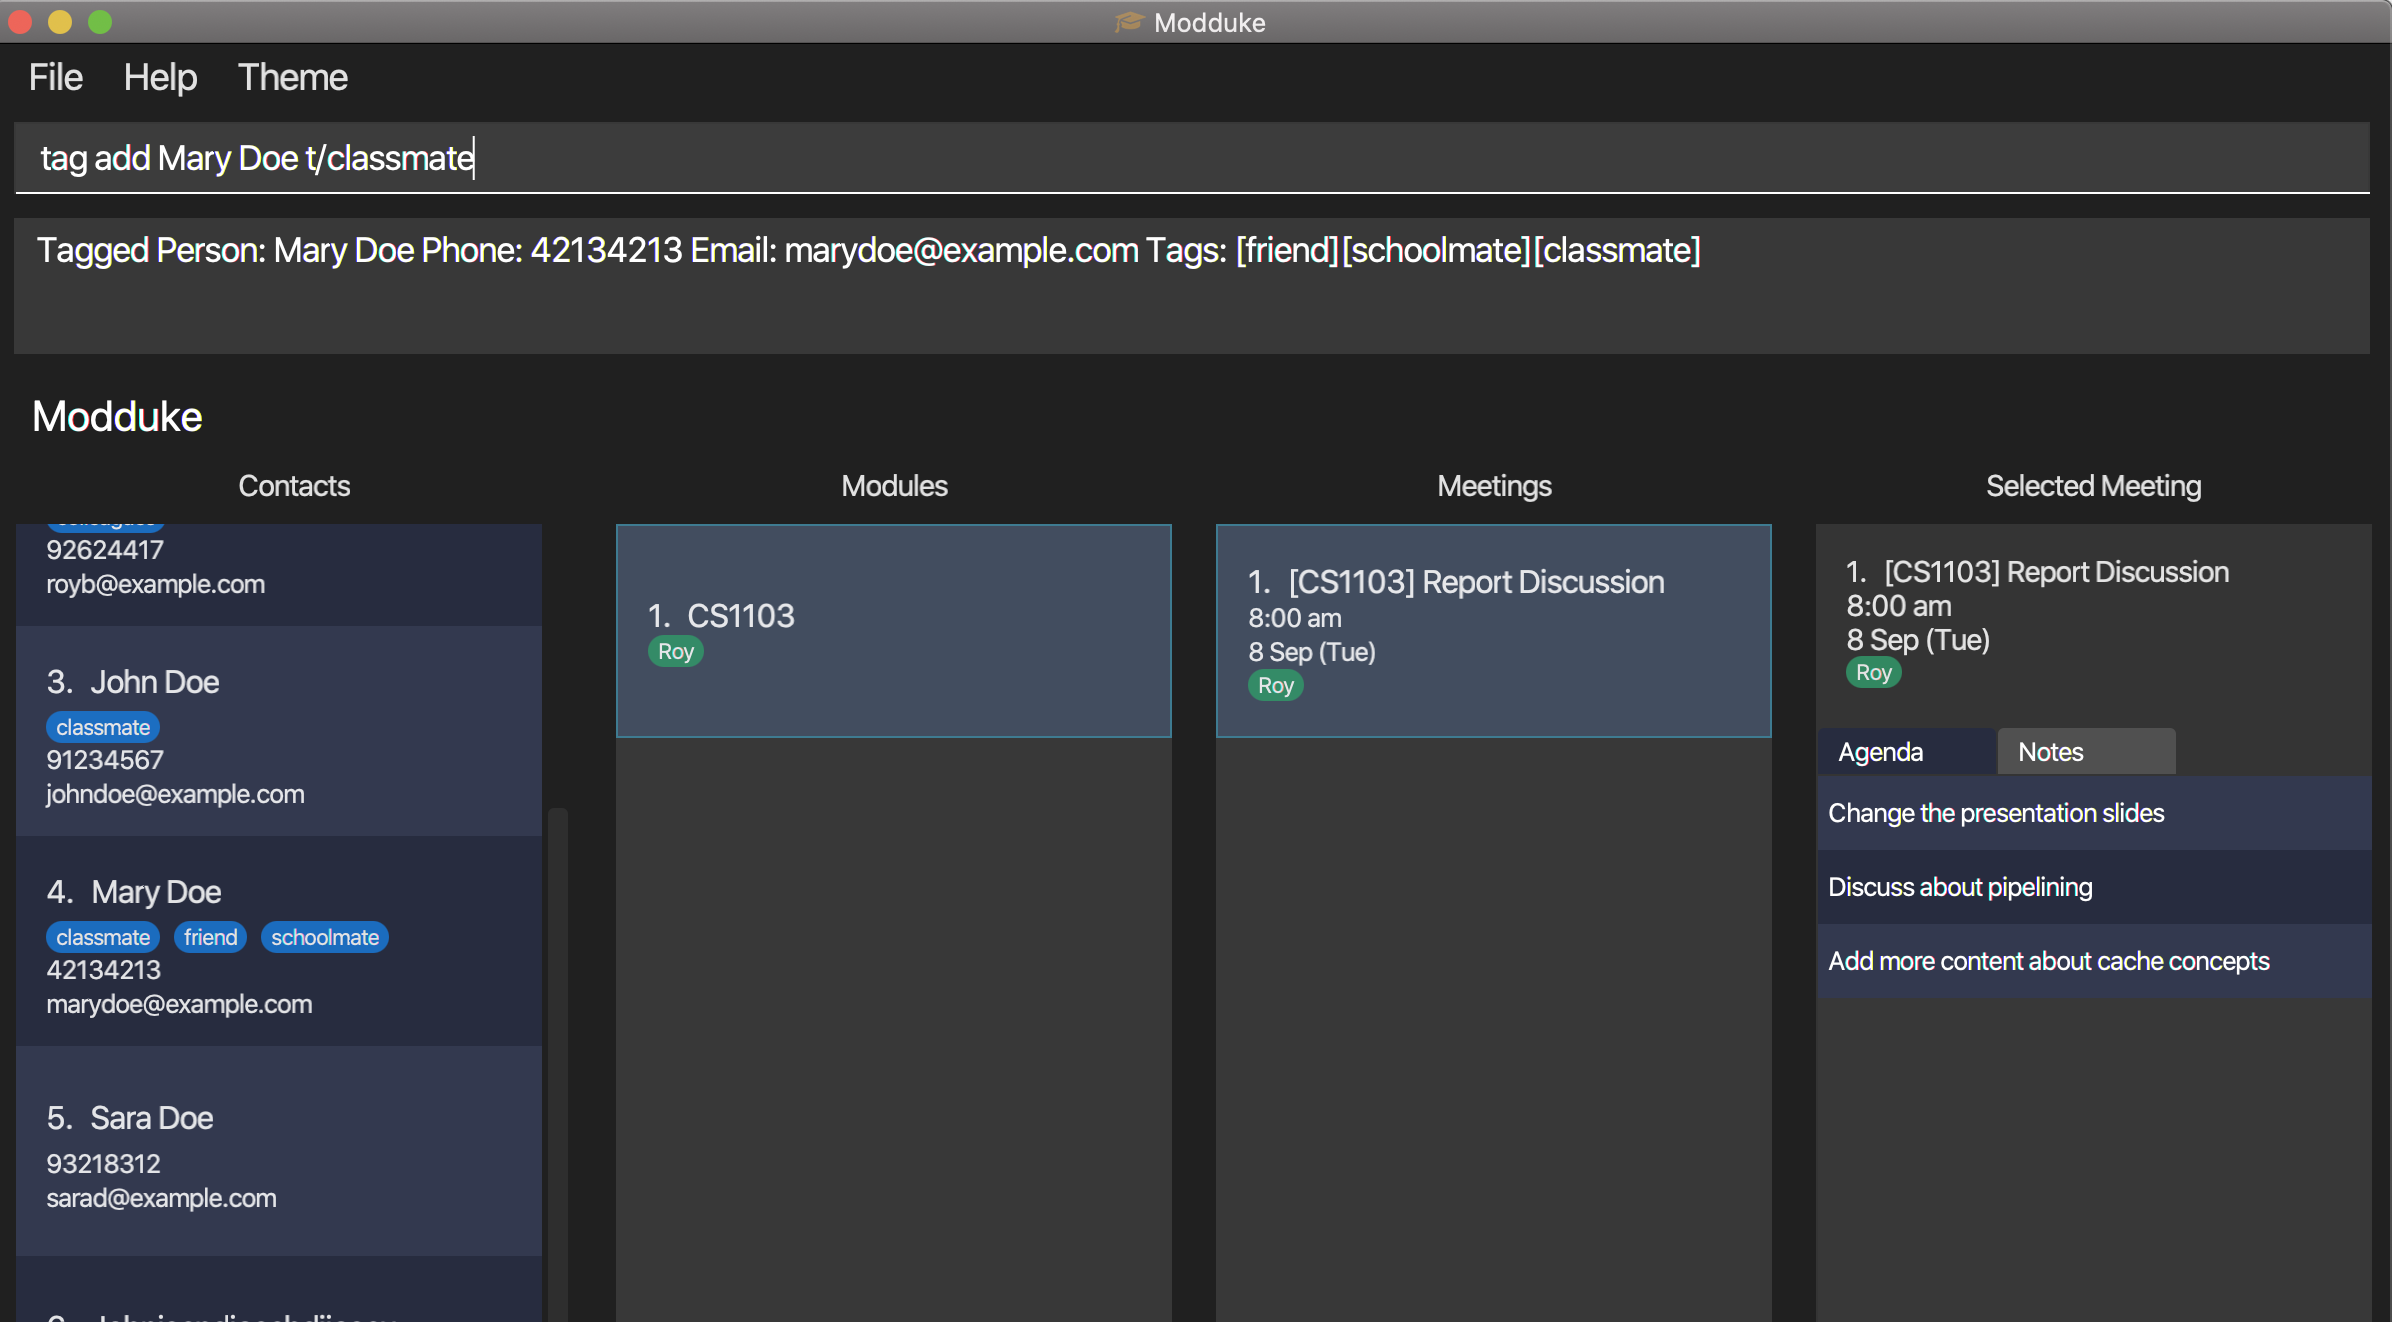 Modduke
File Help Theme
tag add Mary Doe t/classmate
Tagged Person: Mary Doe Phone: 42134213 Email: marydoe@example.com Tags: [friend][schoolmate][classmate]
Modduke
Contacts
92624417
royb@example.com
3. John Doe
classmate
91234567
johndoe@example.com
4. Mary Doe
classmate friend schoolmate
42134213
marydoe@example.com
5. Sara Doe
93218312
sarad@example.com
Modules
1. CS1103
Roy
Meetings
1. [CS1103] Report Discussion
8:00 am
8 Sep (Tue)
Roy
Selected Meeting
1. [CS1103] Report Discussion
8:00 am
8 Sep (Tue)
Roy
Agenda Notes
Change the presentation slides
Discuss about pipelining
Add more content about cache concepts